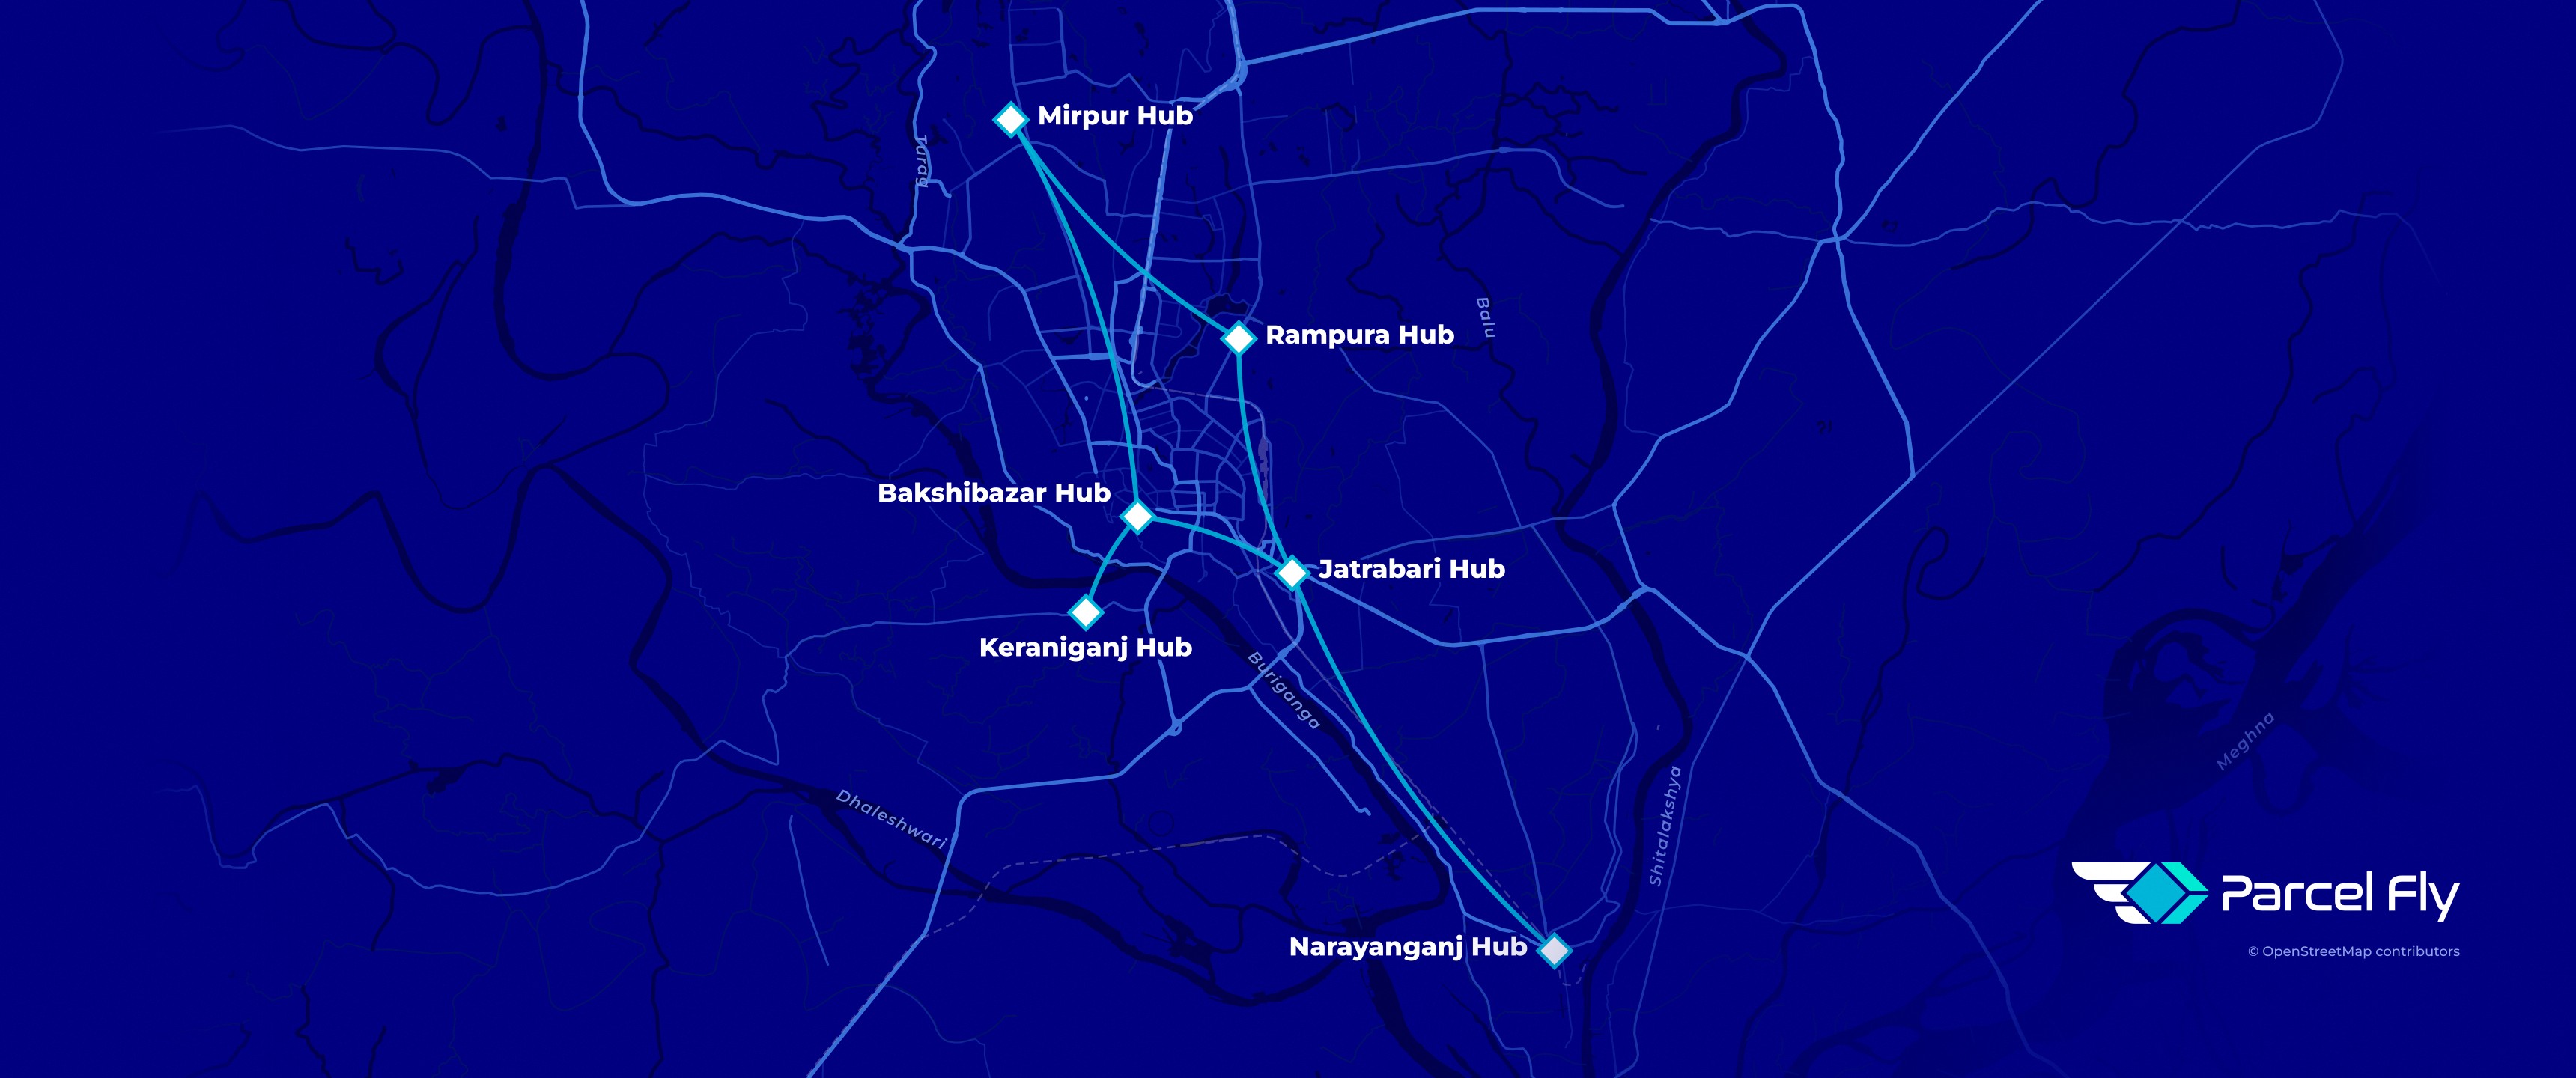 Mirpur Hub
Turag
Rampura Hub
Balu
Bakshibazar Hub
Jatrabari Hub
Keraniganj Hub
Buriganga
Meghna
Dhaleshwari
Shitalakshya
Parcel Fly
Narayanganj Hub
© OpenStreetMap contributors